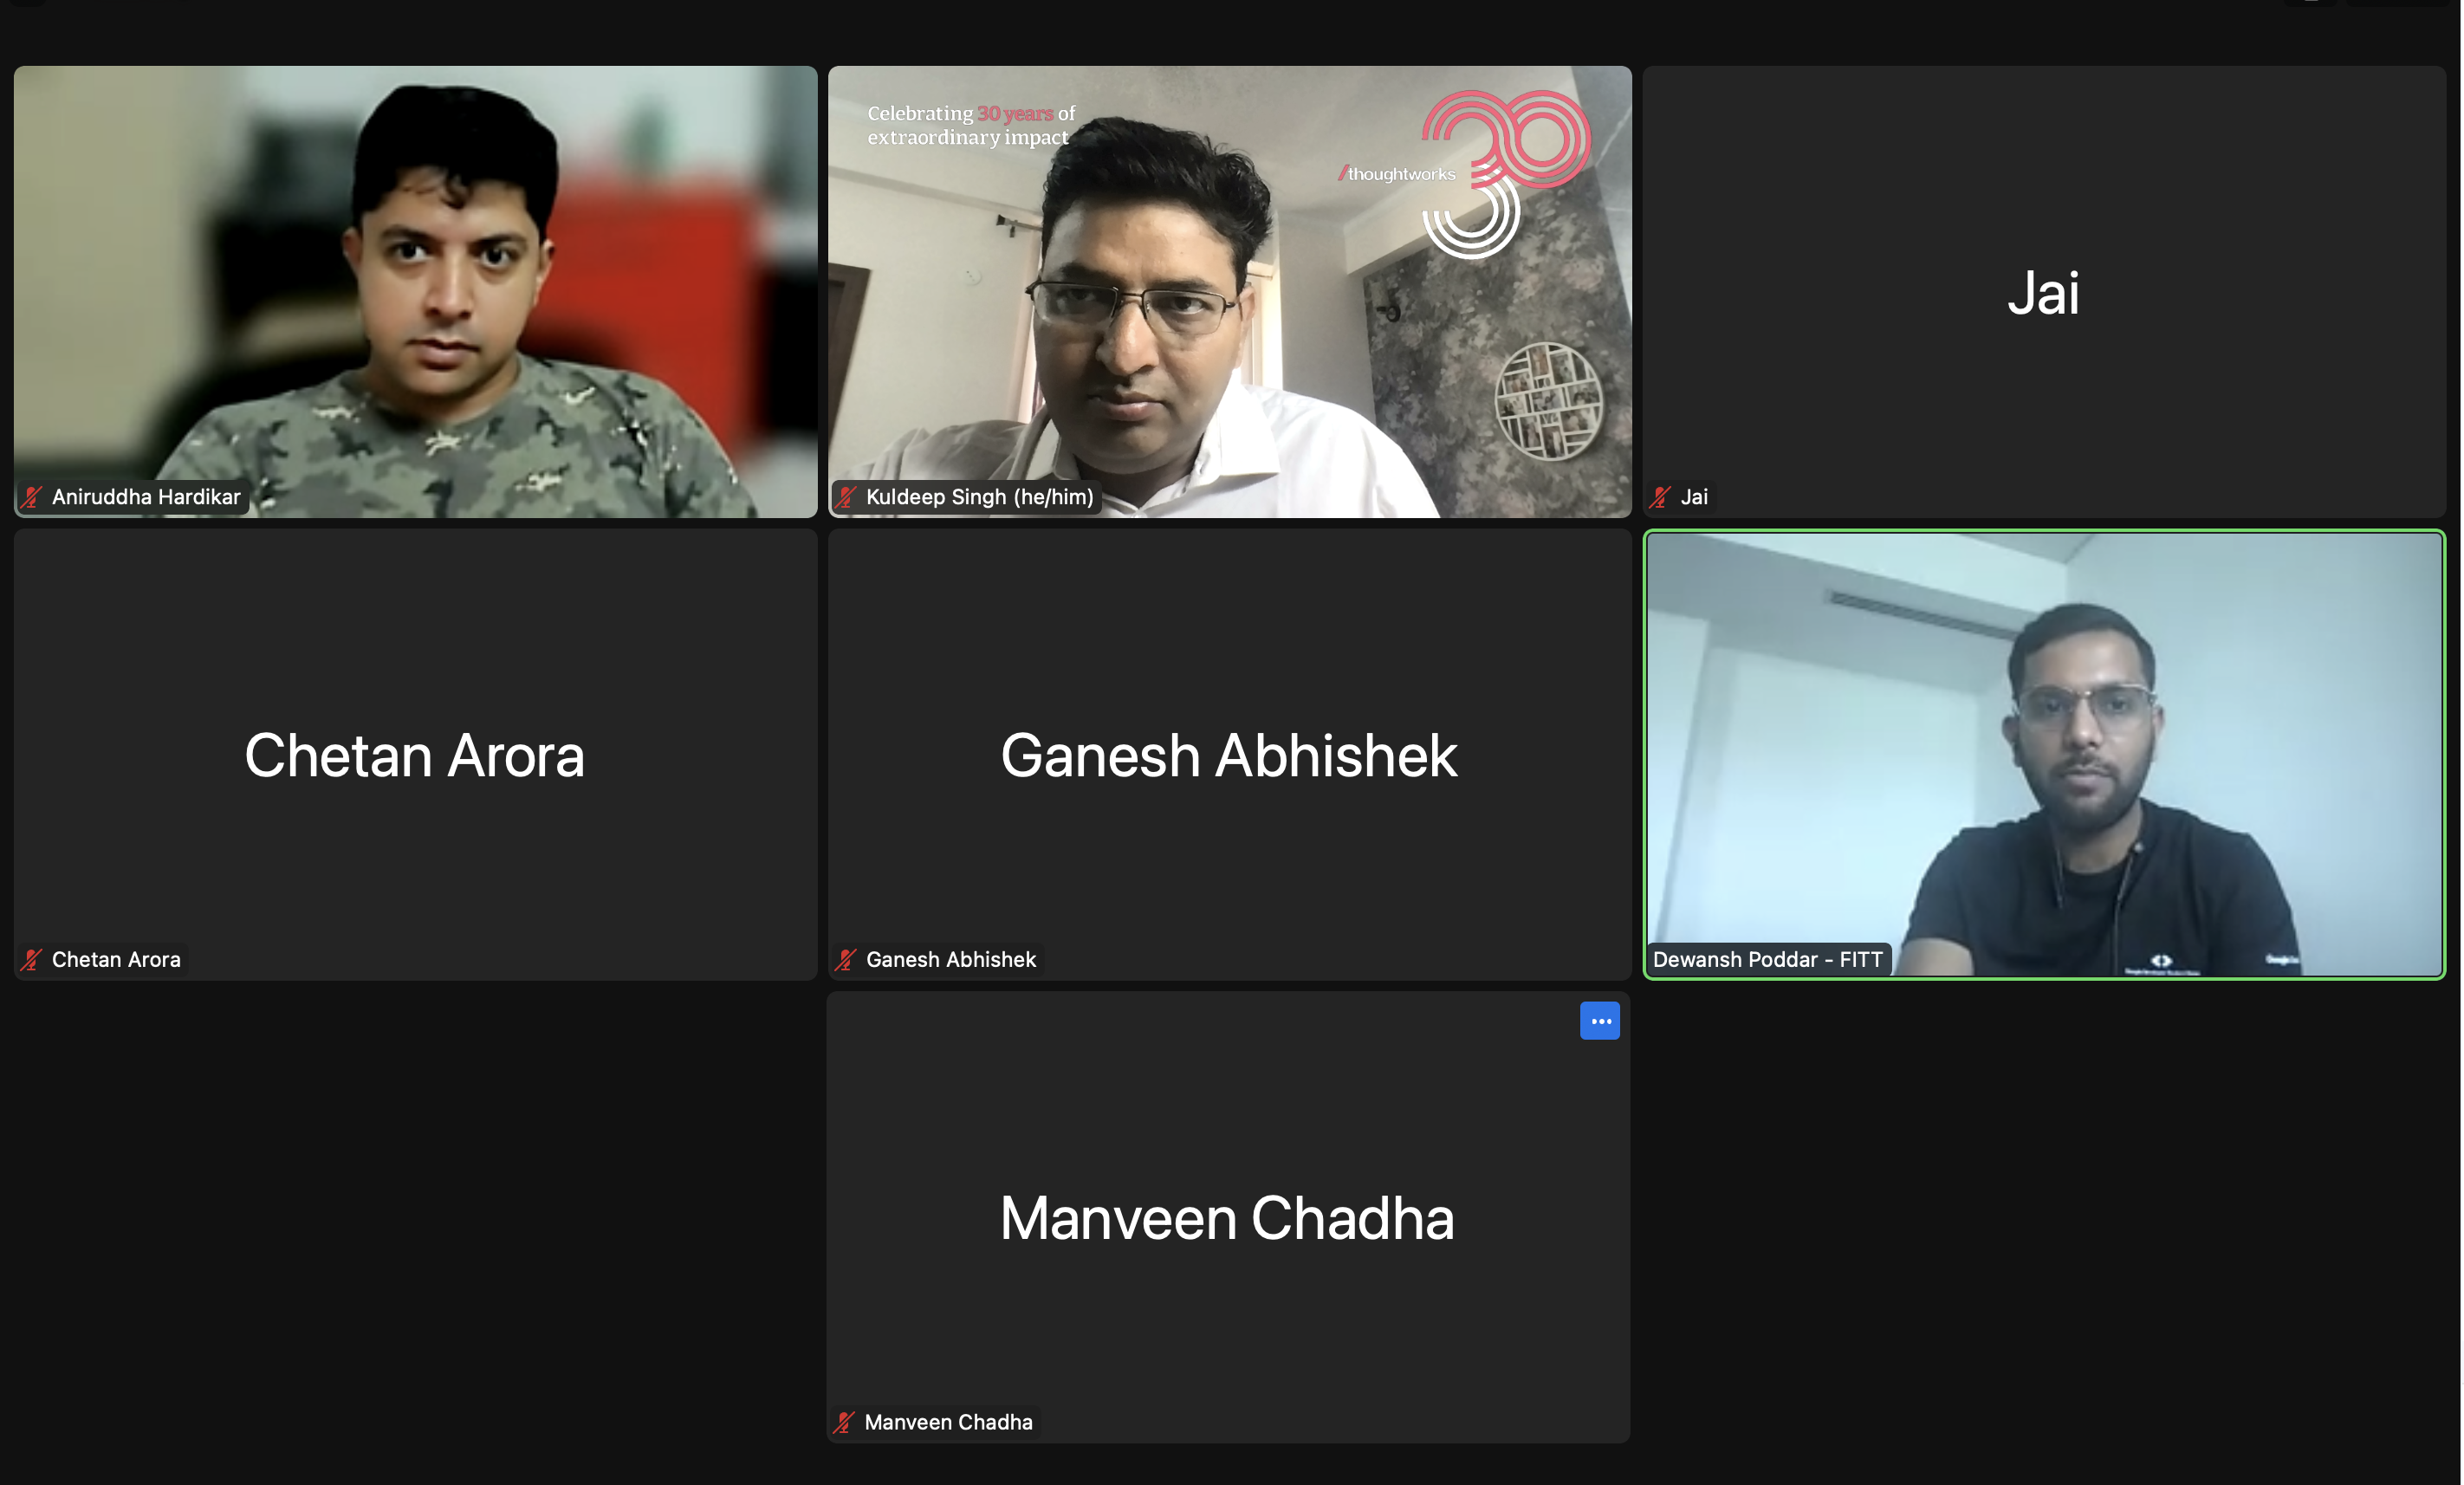 Celebrating 30 years of
extraordinary impact
30
/thoughtworks
Aniruddha Hardikar
Kuldeep Singh (he/him)
Jai
Jai
Chetan Arora
Chetan Arora
Ganesh Abhishek
Ganesh Abhishek
Dewansh Poddar - FITT
Manveen Chadha
Manveen Chadha